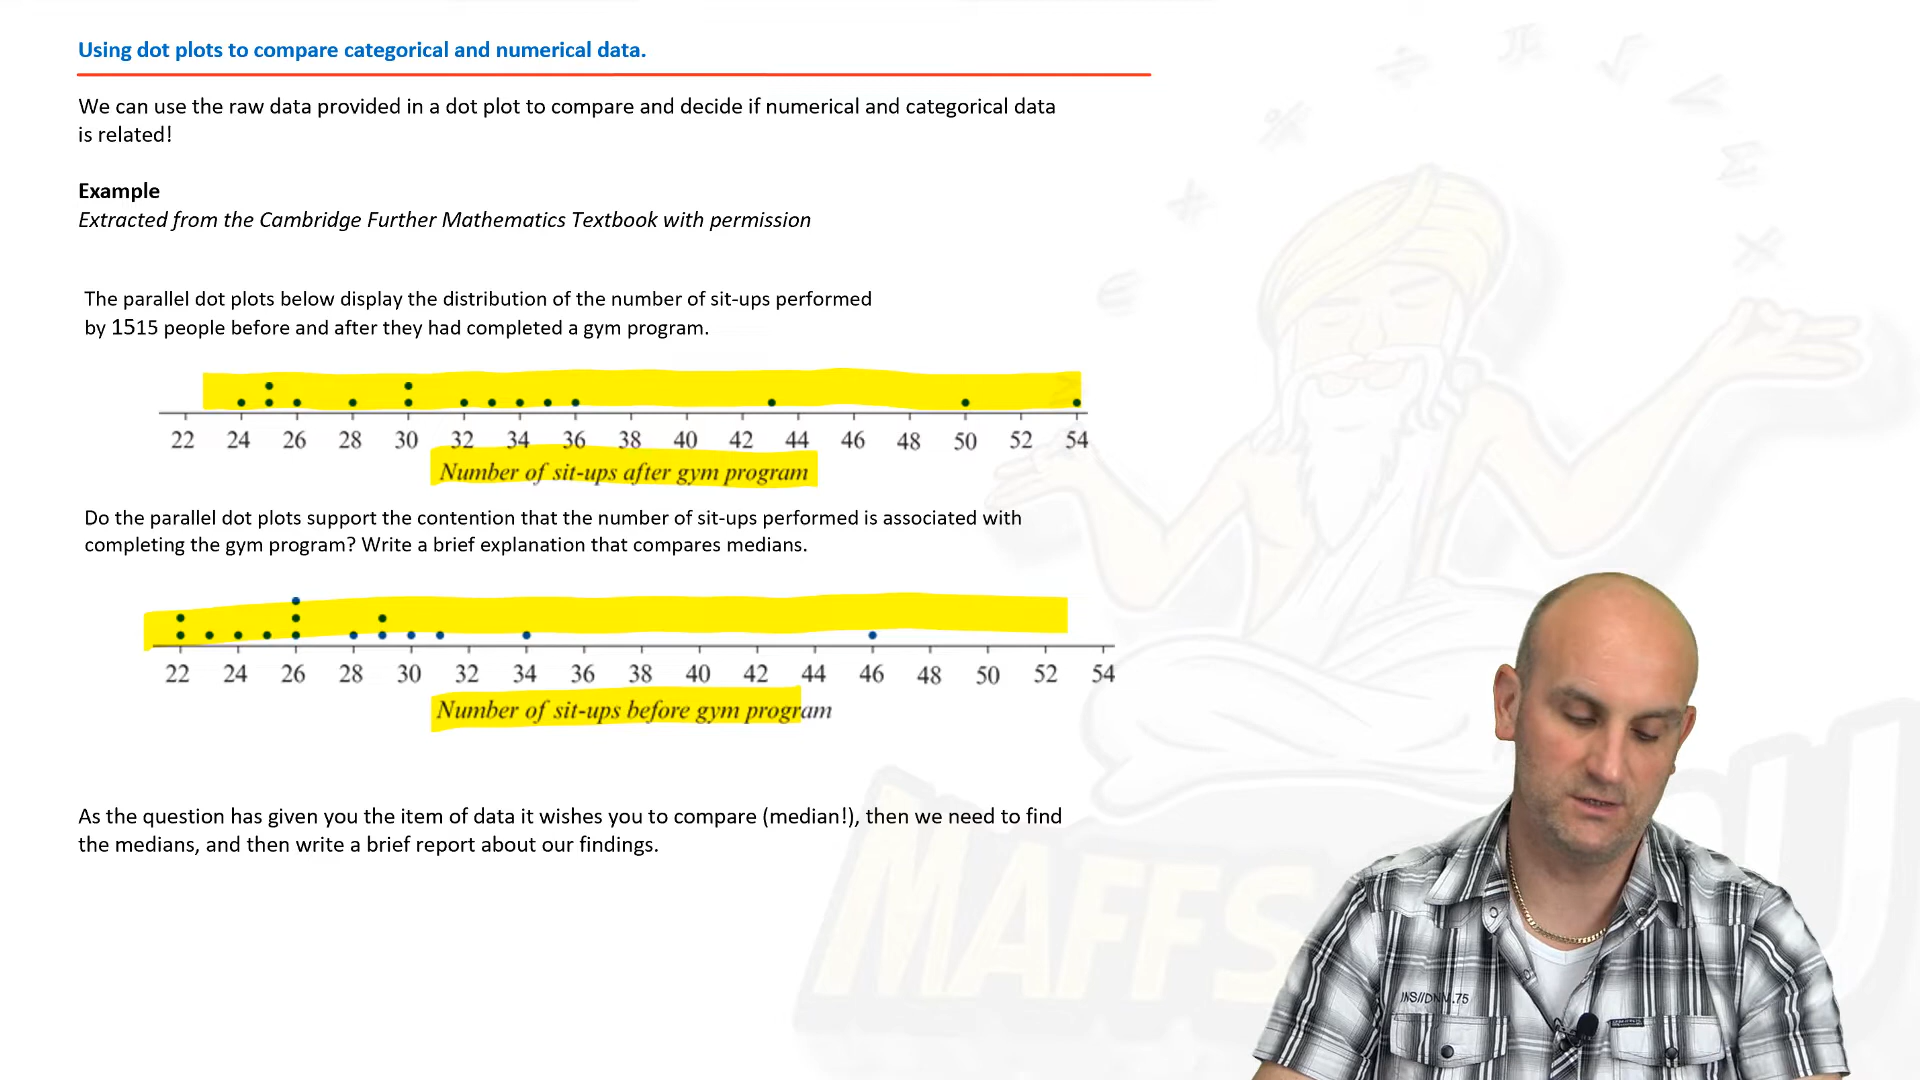 Using dot plots to compare categorical and numerical data.
We can use the raw data provided in a dot plot to compare and decide if numerical and categorical data
is related!
Example
Extracted from the Cambridge Further Mathematics Textbook with permission
The parallel dot plots below display the distribution of the number of sit-ups performed
by 1515 people before and after they had completed a gym program.
22 24 26 28 30 32 34 36 38 40 42 44 46 48 50 52 54
Number of sit-ups after gym program
Do the parallel dot plots support the contention that the number of sit-ups performed is associated with
completing the gym program? Write a brief explanation that compares medians.
22 24 26 28 30 32 34 36 38 40 42 44 46 48 50 52 54
Number of sit-ups before gym program
As the question has given you the item of data it wishes you to compare (median!), then we need to find
the medians, and then write a brief report about our findings.
MAFFS